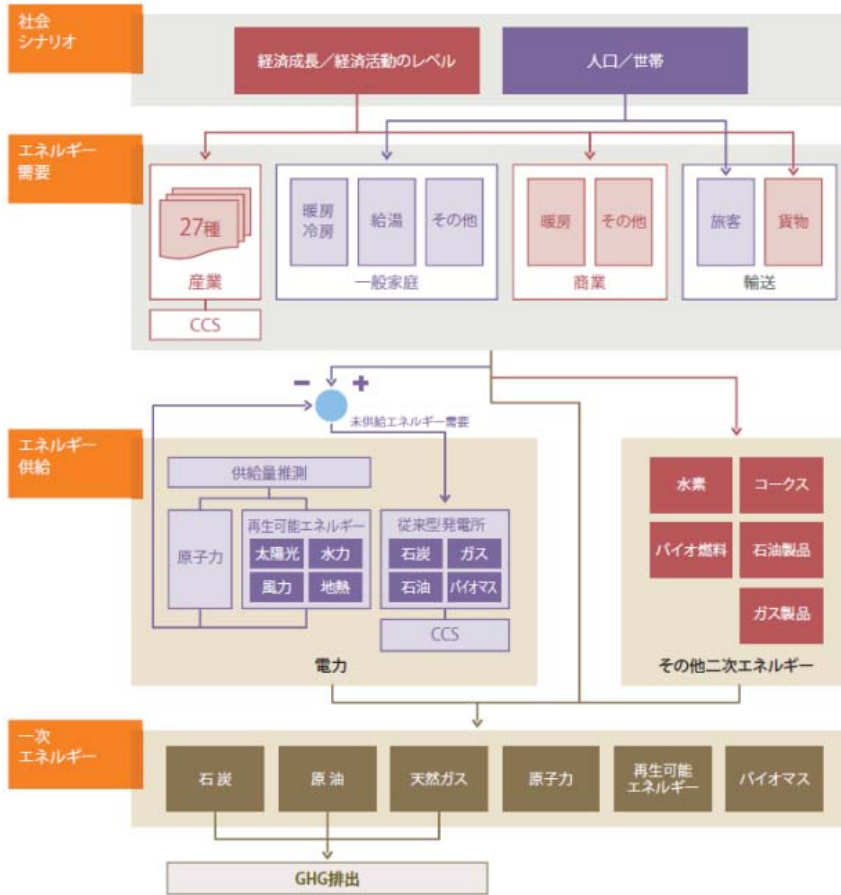 社会
シナリオ
経済成長／経済活動のレベル
人口／世帯
エネルギー
需要
27種
産業
CCS
暖房
冷房
給湯
その他
一般家庭
暖房
その他
商業
旅客
貨物
輸送
− +
未供給エネルギー需要
エネルギー
供給
供給量推測
原子力
再生可能エネルギー
太陽光
水力
風力
地熱
従来型発電所
石炭
ガス
石油
バイオマス
CCS
電力
水素
コークス
バイオ燃料
石油製品
ガス製品
その他二次エネルギー
一次
エネルギー
石炭
原油
天然ガス
原子力
再生可能
エネルギー
バイオマス
GHG排出